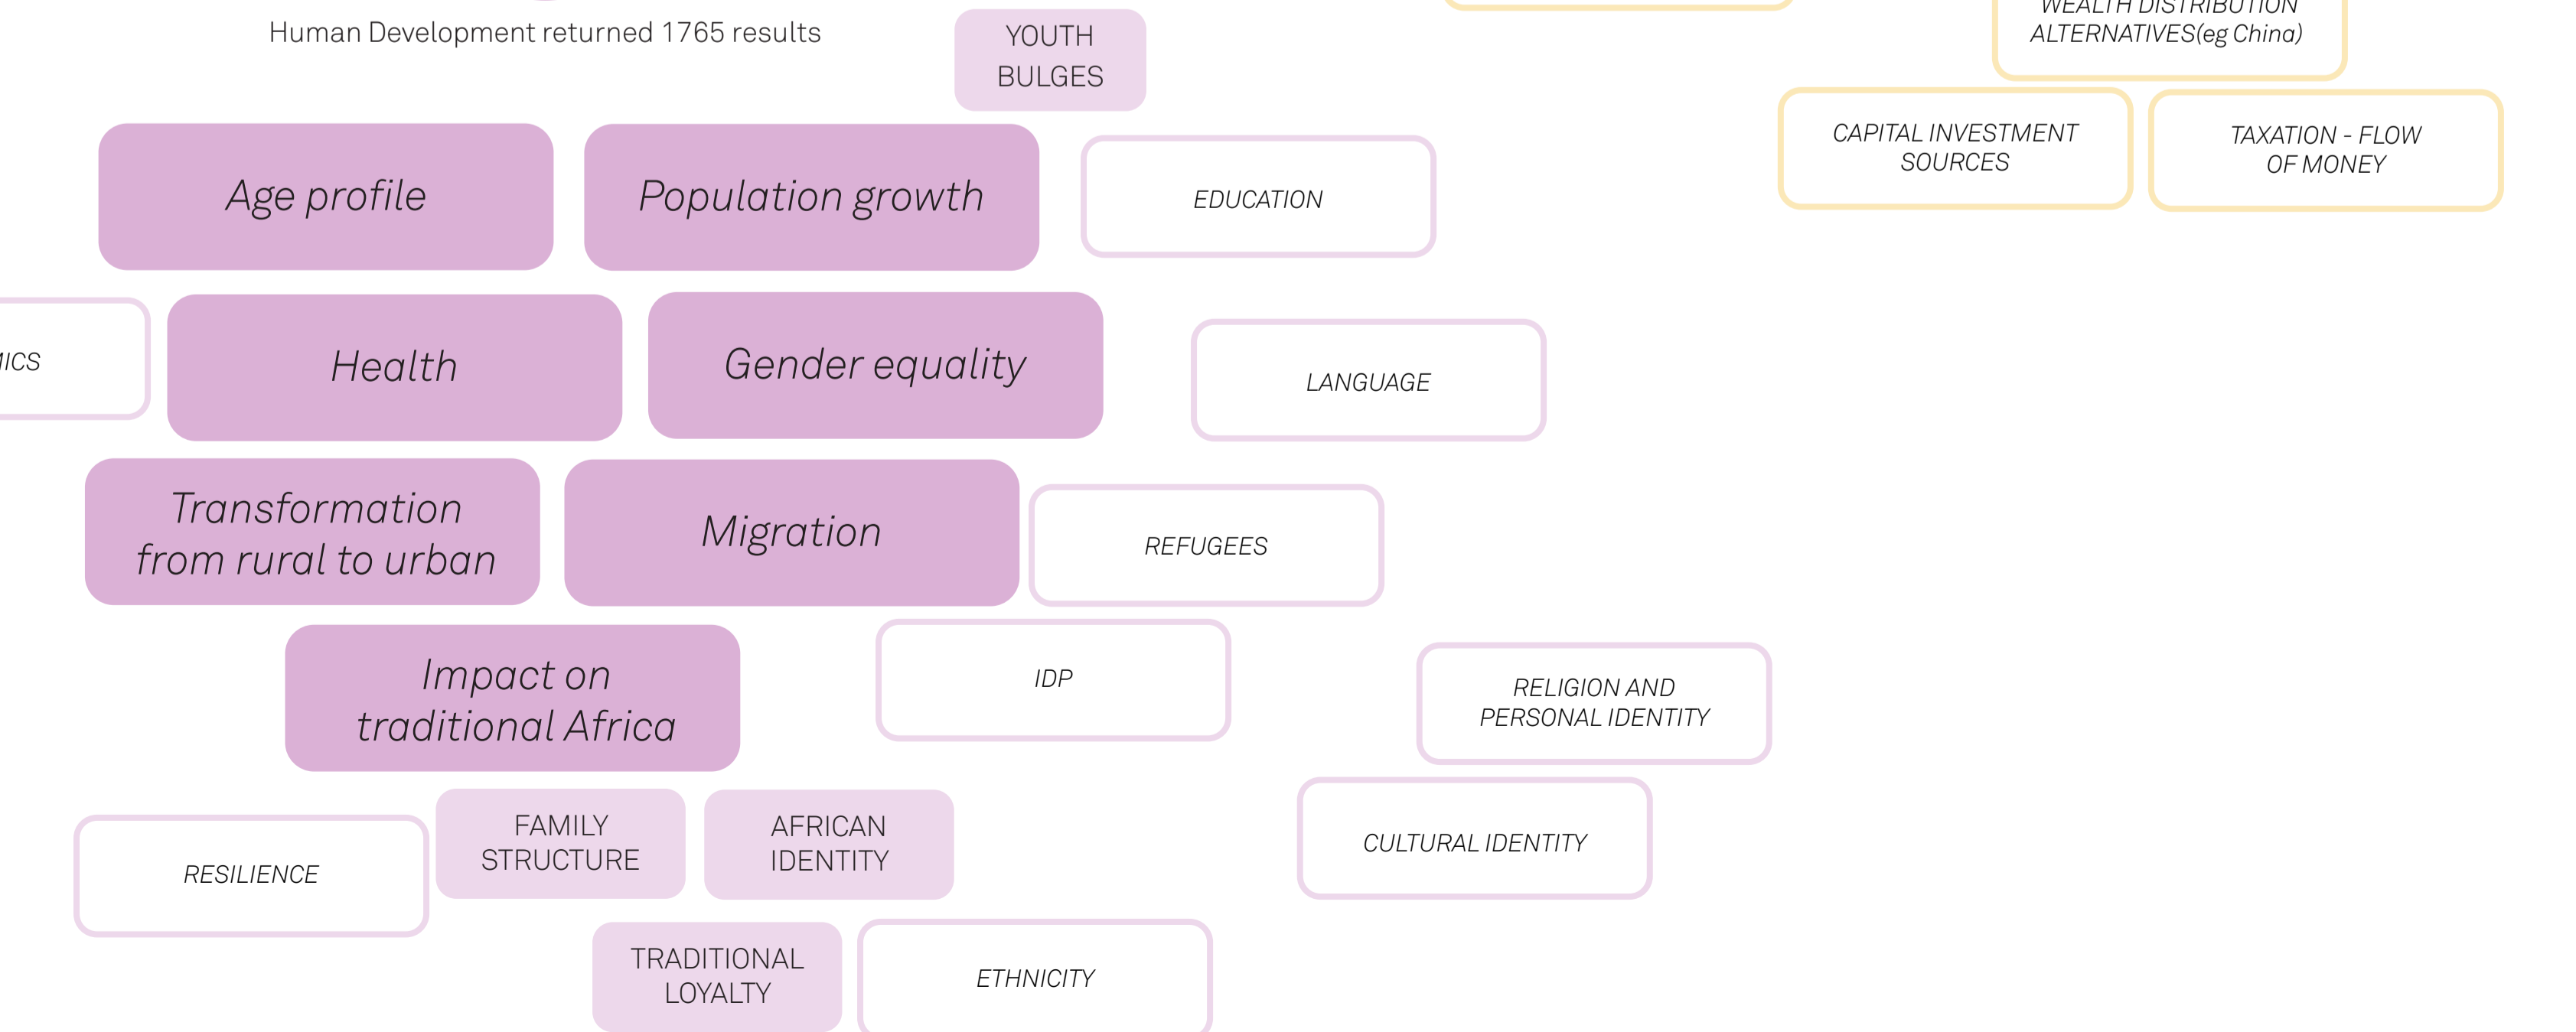 WEALTH DISTRIBUTION
ALTERNATIVES(eg China)
Human Development returned 1765 results
YOUTH
BULGES
CAPITAL INVESTMENT
SOURCES
TAXATION - FLOW
OF MONEY
Age profile
Population growth
EDUCATION
Health
Gender equality
LANGUAGE
Transformation
from rural to urban
Migration
REFUGEES
Impact on
traditional Africa
IDP
RELIGION AND
PERSONAL IDENTITY
RESILIENCE
FAMILY
STRUCTURE
AFRICAN
IDENTITY
CULTURAL IDENTITY
TRADITIONAL
LOYALTY
ETHNICITY